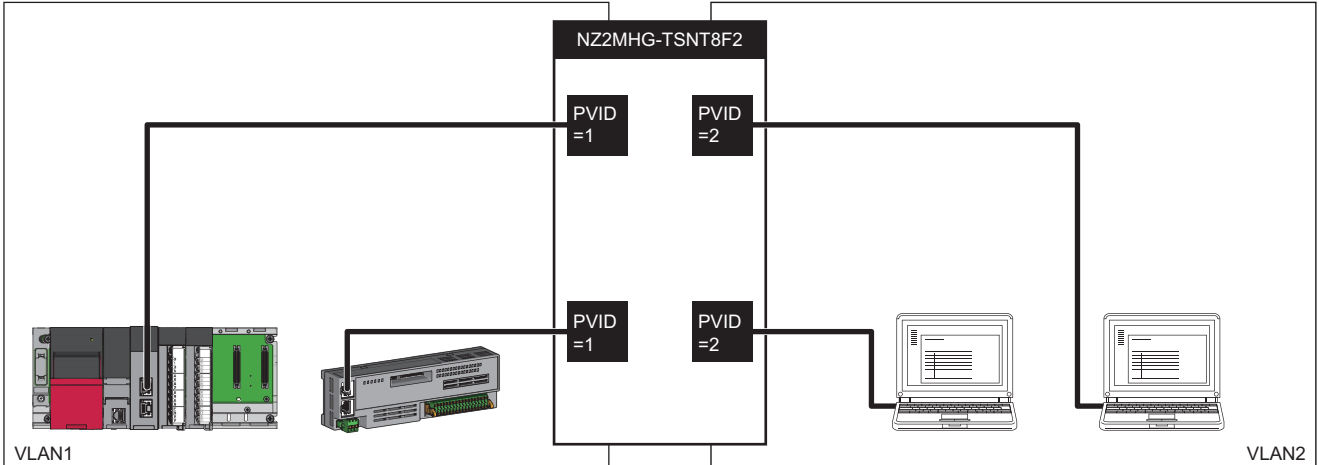 NZ2MHG-TSNT8F2
PVID
=1
PVID
=2
PVID
=1
PVID
=2
VLAN1
VLAN2